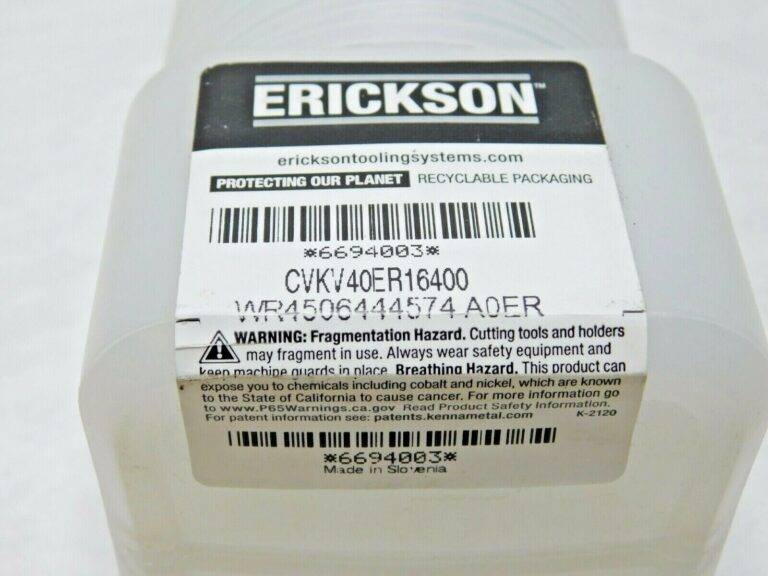 ERICKSON™
ericksontoolingsystems.com
PROTECTING OUR PLANET RECYCLABLE PACKAGING
*6694003*
CVKV40ER16400
WR4506444574 A0ER
WARNING: Fragmentation Hazard. Cutting tools and holders
may fragment in use. Always wear safety equipment and
keep machine guards in place. Breathing Hazard. This product can
expose you to chemicals including cobalt and nickel, which are known
to the State of California to cause cancer. For more information go
to www.P65Warnings.ca.gov Read Product Safety Information.
For patent information see: patents.kennametal.com K-2120
*6694003*
Made in Slovenia